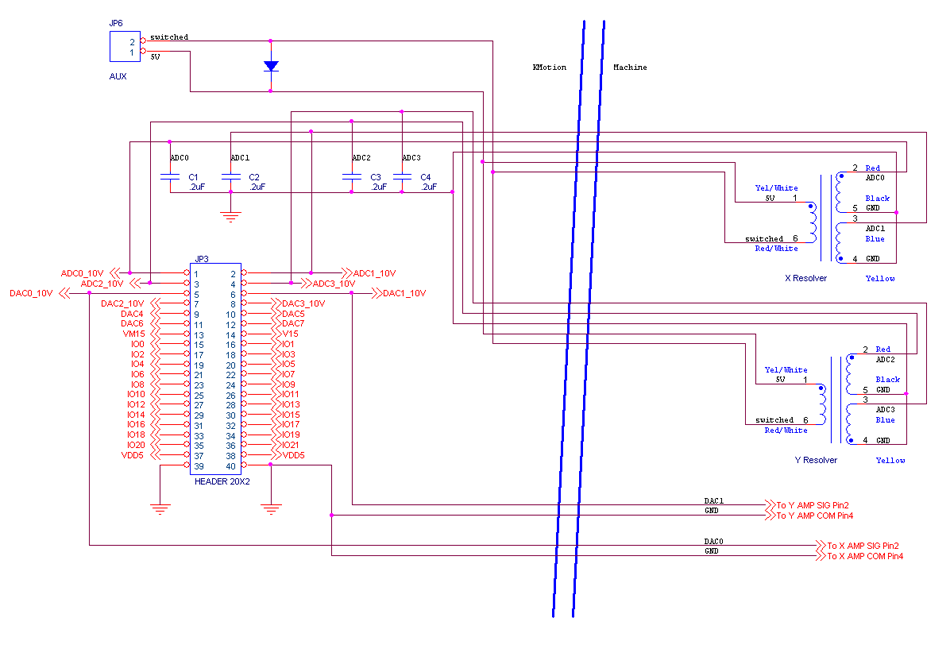 JP6
switched
2
1
5V
AUX
KMotion
Machine
ADC0
ADC1
ADC2
ADC3
C1
.2uF
C2
.2uF
C3
.2uF
C4
.2uF
2 Red
ADC0
Yel/White
5V 1
Black
5 GND
3
ADC1
Blue
switched 6
Red/White
4 GND
X Resolver
Yellow
JP3
ADC0_10V 1 2 ADC1_10V
ADC2_10V 3 4 ADC3_10V
DAC0_10V 5 6 DAC1_10V
DAC2_10V 7 8 DAC3_10V
DAC4 9 10 DAC5
DAC6 11 12 DAC7
VM15 13 14 V15
IO0 15 16 IO1
IO2 17 18 IO3
IO4 19 20 IO5
IO6 21 22 IO7
IO8 23 24 IO9
IO10 25 26 IO11
IO12 27 28 IO13
IO14 29 30 IO15
IO16 31 32 IO17
IO18 33 34 IO19
IO20 35 36 IO21
VDD5 37 38 VDD5
39 40
HEADER 20X2
2 Red
ADC2
Yel/White
5V 1
Black
5 GND
3
ADC3
Blue
switched 6
Red/White
4 GND
Y Resolver
Yellow
DAC1
To Y AMP SIG Pin2
GND
To Y AMP COM Pin4
DAC0
To X AMP SIG Pin2
GND
To X AMP COM Pin4